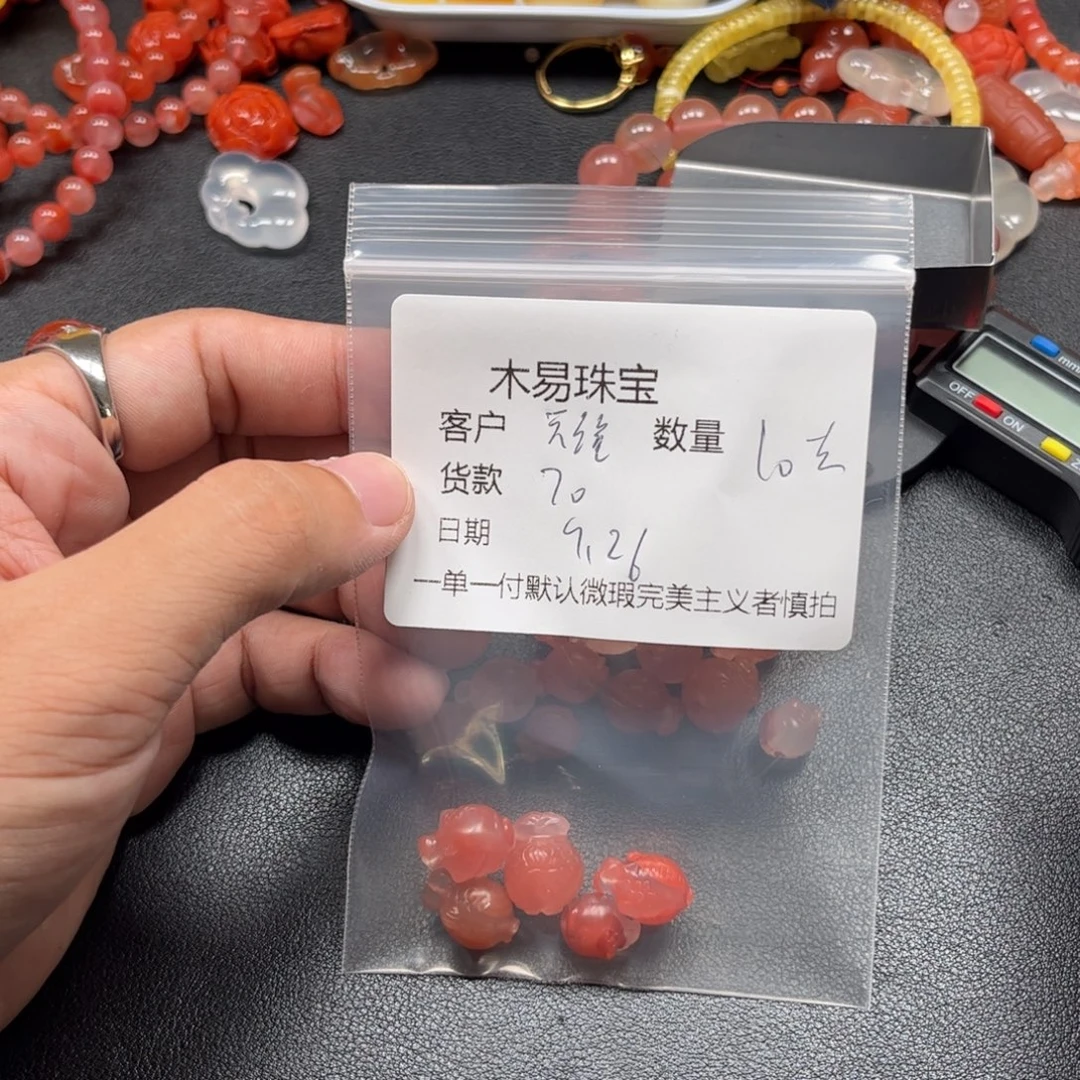 木易珠宝
客户 数量
货款 70
日期 9.26
一单一付默认微瑕完美主义者慎拍
OFF
ON
mm